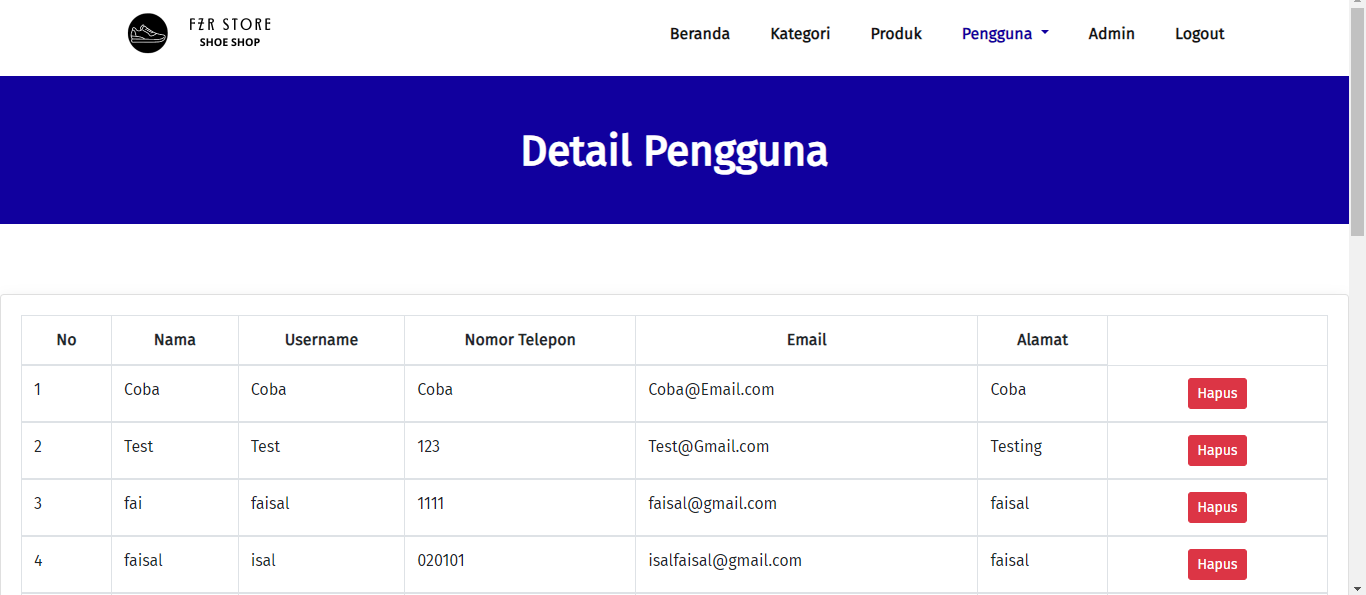 FZR STORE
SHOE SHOP
Beranda Kategori Produk Pengguna Admin Logout
Detail Pengguna
No Nama Username Nomor Telepon Email Alamat
1 Coba Coba Coba Coba@Email.com Coba Hapus
2 Test Test 123 Test@Gmail.com Testing Hapus
3 fai faisal 1111 faisal@gmail.com faisal Hapus
4 faisal isal 020101 isalfaisal@gmail.com faisal Hapus